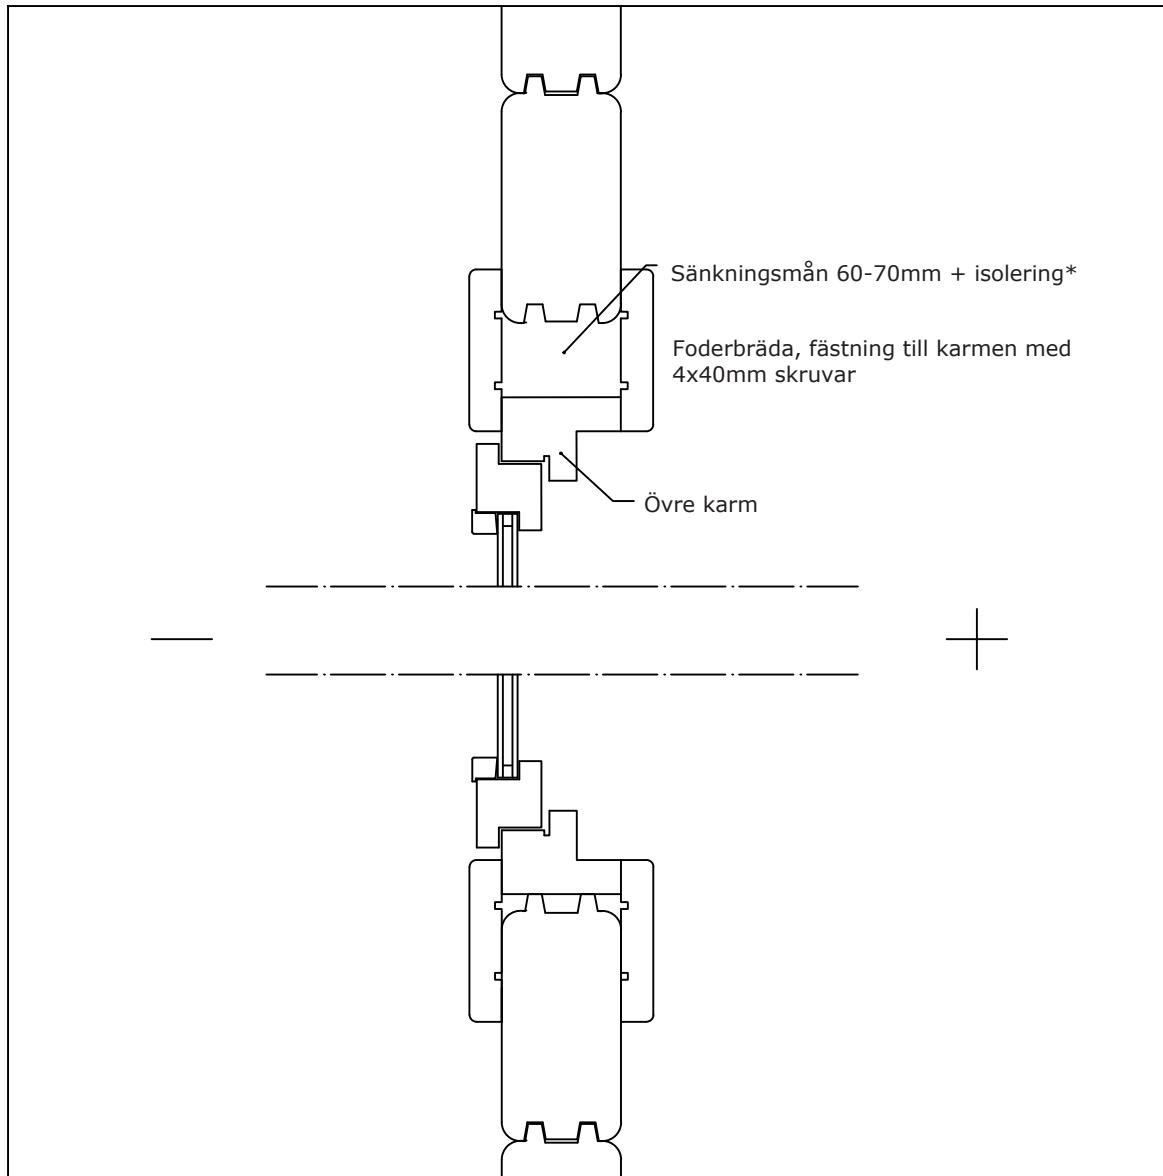 Sänkningsmån 60-70mm + isolering*
Foderbräda, fästning till karmen med
4x40mm skruvar
Övre karm